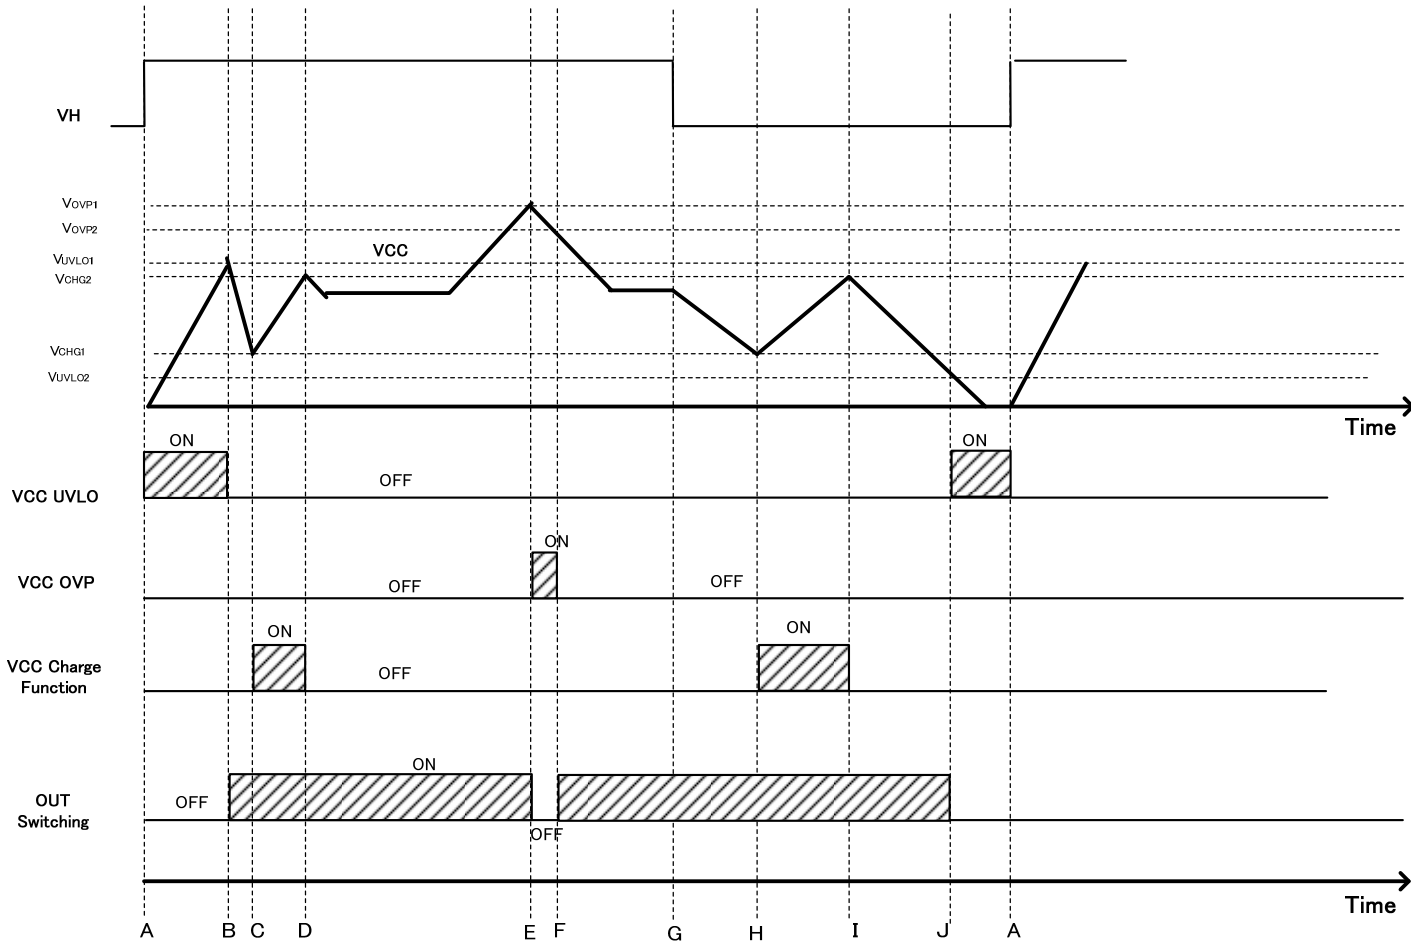 VH
VOVP1
VOVP2
VUVLO1
VCHG2
VCC
VCHG1
VUVLO2
Time
ON
ON
VCC UVLO
OFF
ON
VCC OVP
OFF
OFF
ON
ON
VCC Charge
Function
OFF
ON
OUT
Switching
OFF
OFF
Time
A B C D E F G H I J A